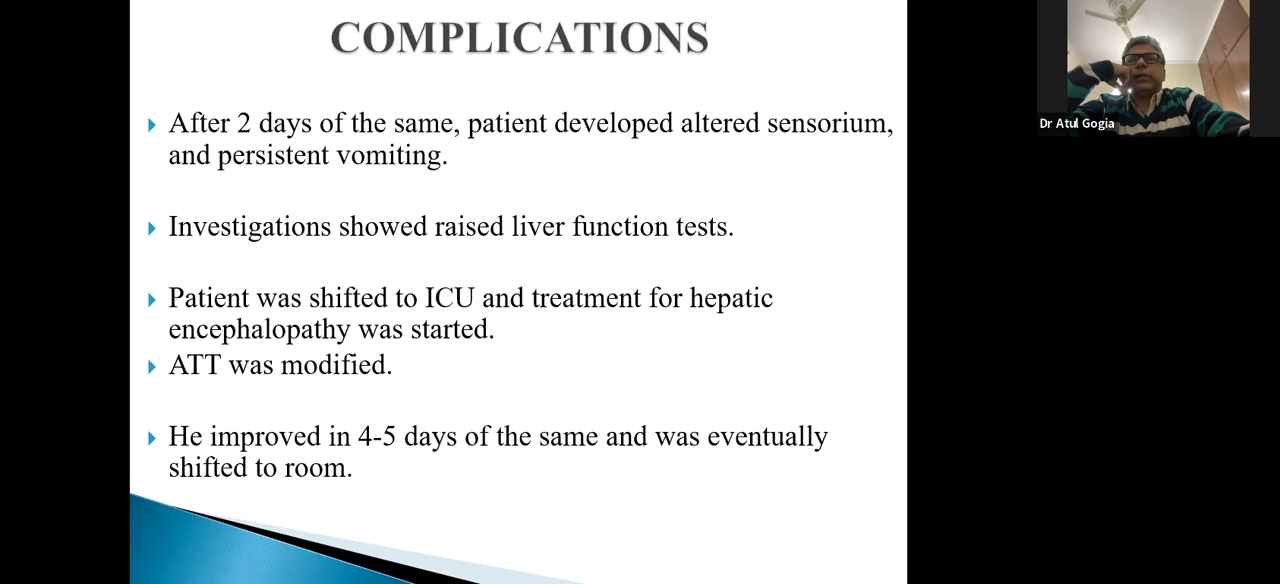 COMPLICATIONS
After 2 days of the same, patient developed altered sensorium,
and persistent vomiting.
Investigations showed raised liver function tests.
Patient was shifted to ICU and treatment for hepatic
encephalopathy was started.
ATT was modified.
He improved in 4-5 days of the same and was eventually
shifted to room.
Dr Atul Gogia